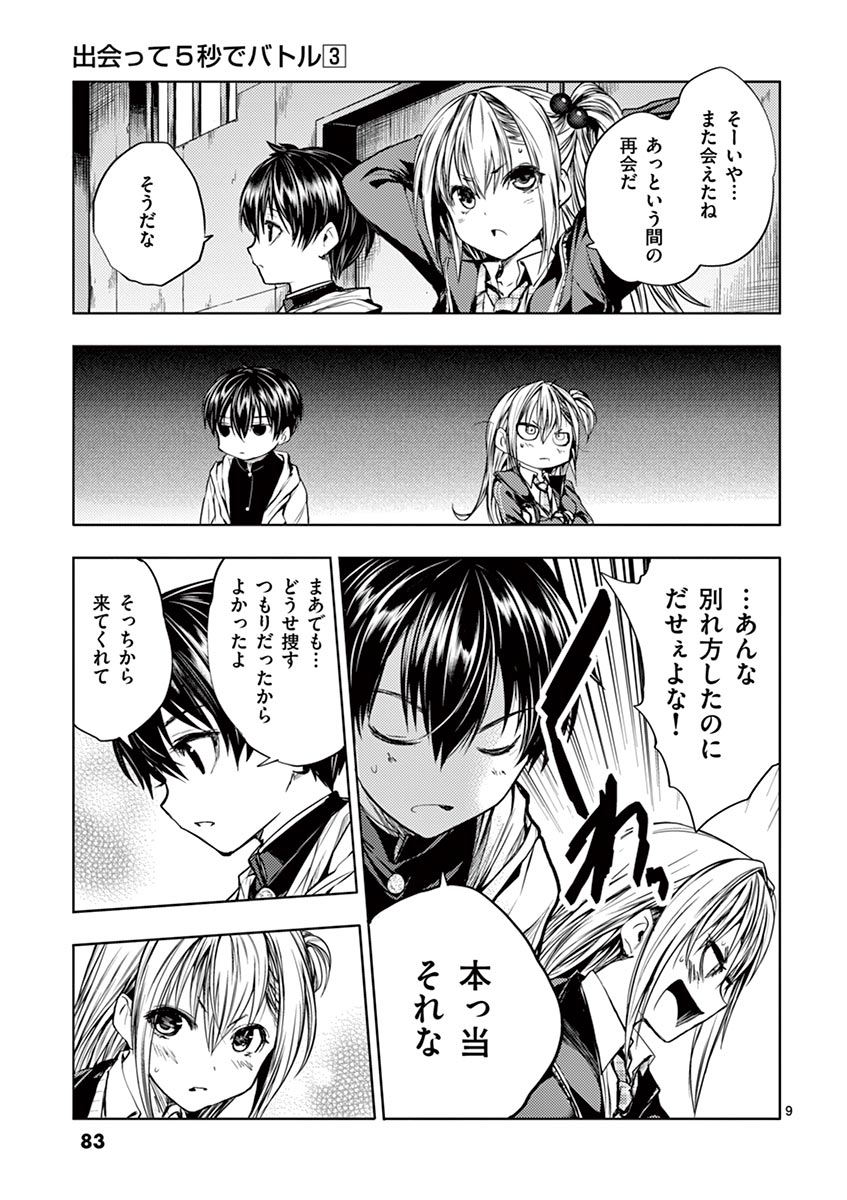 出会って5秒でバトル3
そーいや…
また会えたね
あっという間の
再会だ
そうだな
…あんな
別れ方したのに
だせぇよな！
くわっ
本っ当
それな
まあでも…
どうせ捜す
つもりだったから
よかったよ
そっちから
来てくれて
9
83